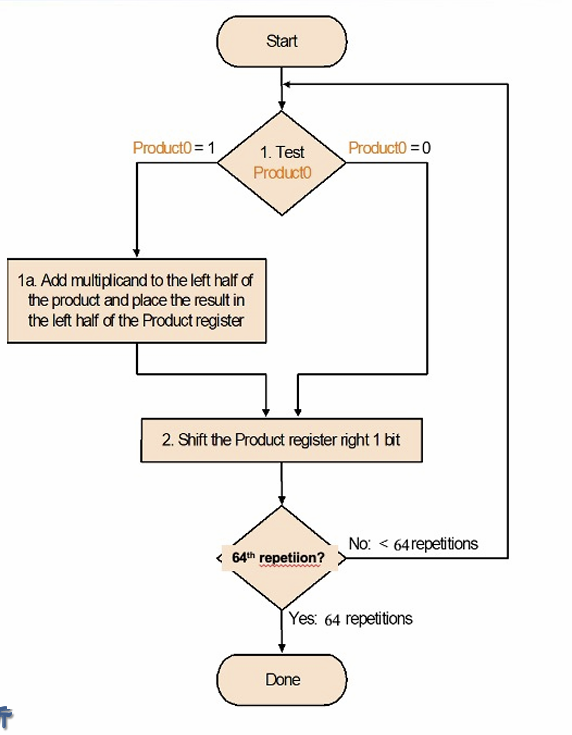 Start
Product0 = 1
1. Test
Product0
Product0 = 0
1a. Add multiplicand to the left half of
the product and place the result in
the left half of the Product register
2. Shift the Product register right 1 bit
64th repetiion?
No: < 64 repetitions
Yes: 64 repetitions
Done